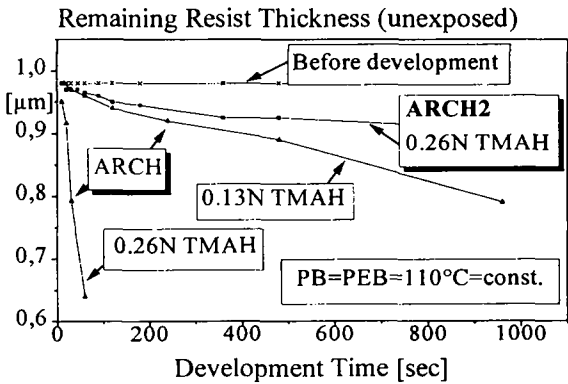 Remaining Resist Thickness (unexposed)
1,0
[µm]
0,9
0,8
0,7
0,6
Before development
ARCH2
0.26N TMAH
ARCH
0.13N TMAH
0.26N TMAH
PB=PEB=110°C=const.
0 200 400 600 800 1000
Development Time [sec]